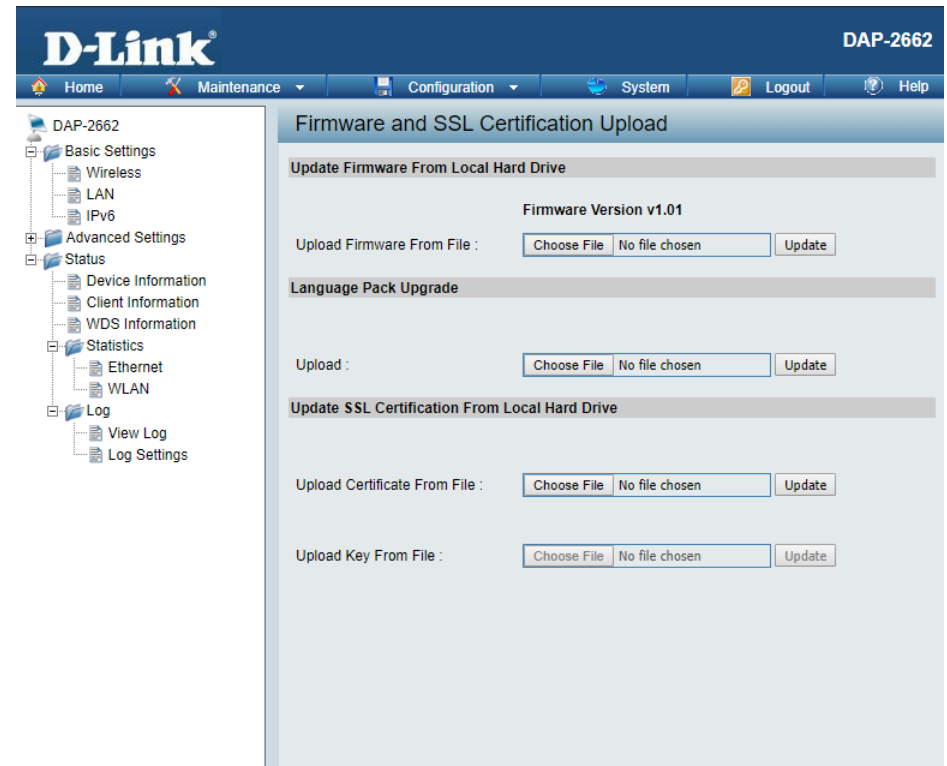 D-Link®
DAP-2662
Home Maintenance Configuration System Logout Help
DAP-2662
Basic Settings
Wireless
LAN
IPv6
Advanced Settings
Status
Device Information
Client Information
WDS Information
Statistics
Ethernet
WLAN
Log
View Log
Log Settings
Firmware and SSL Certification Upload
Update Firmware From Local Hard Drive
Firmware Version v1.01
Upload Firmware From File : Choose File No file chosen Update
Language Pack Upgrade
Upload : Choose File No file chosen Update
Update SSL Certification From Local Hard Drive
Upload Certificate From File : Choose File No file chosen Update
Upload Key From File : Choose File No file chosen Update